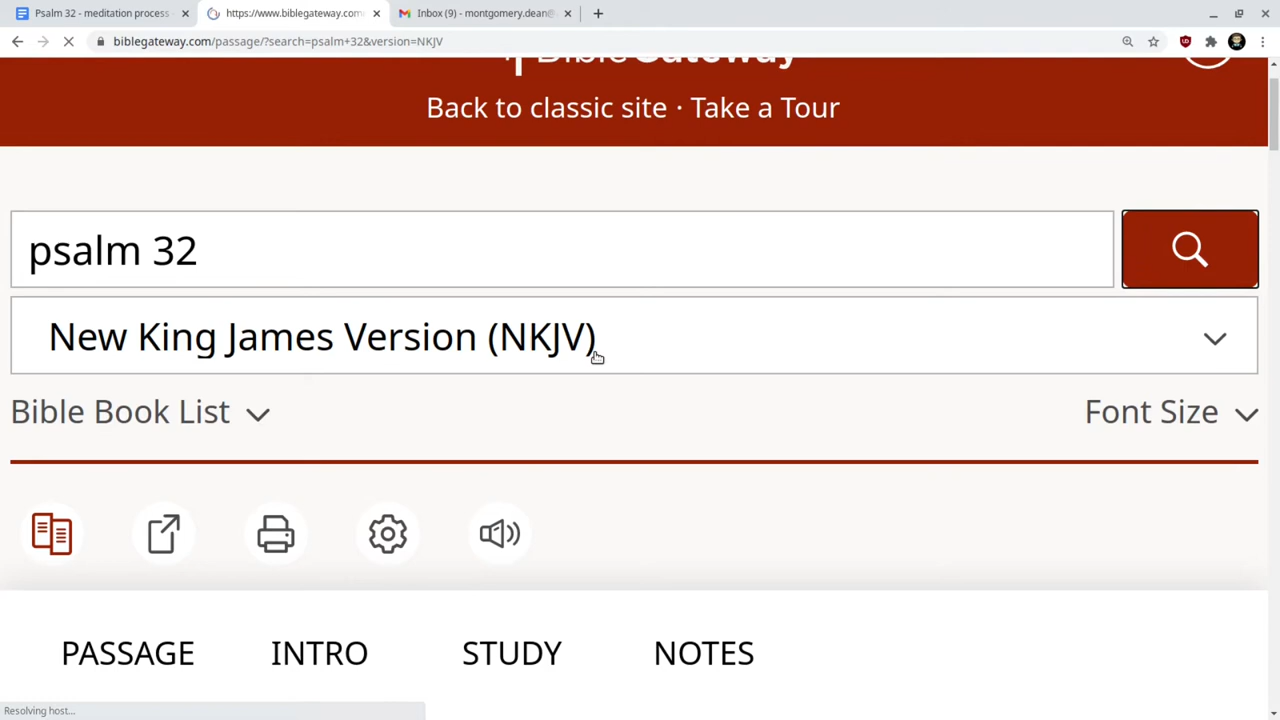 Psalm 32 - meditation process -
https://www.biblegateway.com
Inbox (9) - montgomery.dean@
biblegateway.com/passage/?search=psalm+32&version=NKJV
BibleGateway
Back to classic site · Take a Tour
psalm 32
New King James Version (NKJV)
Bible Book List
Font Size
PASSAGE INTRO STUDY NOTES
Resolving host...